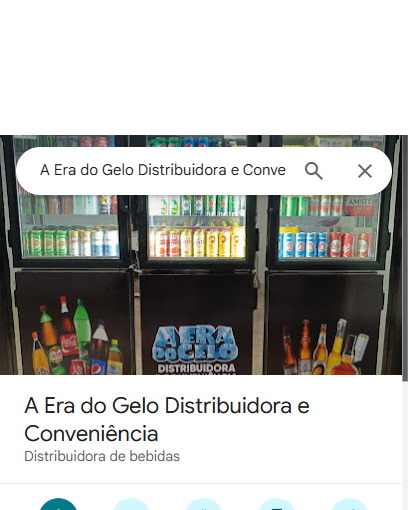 A Era do Gelo Distribuidora e Conve
AMSTEL
A ERA
DO GELO
DISTRIBUIDORA
A Era do Gelo Distribuidora e
Conveniência
Distribuidora de bebidas